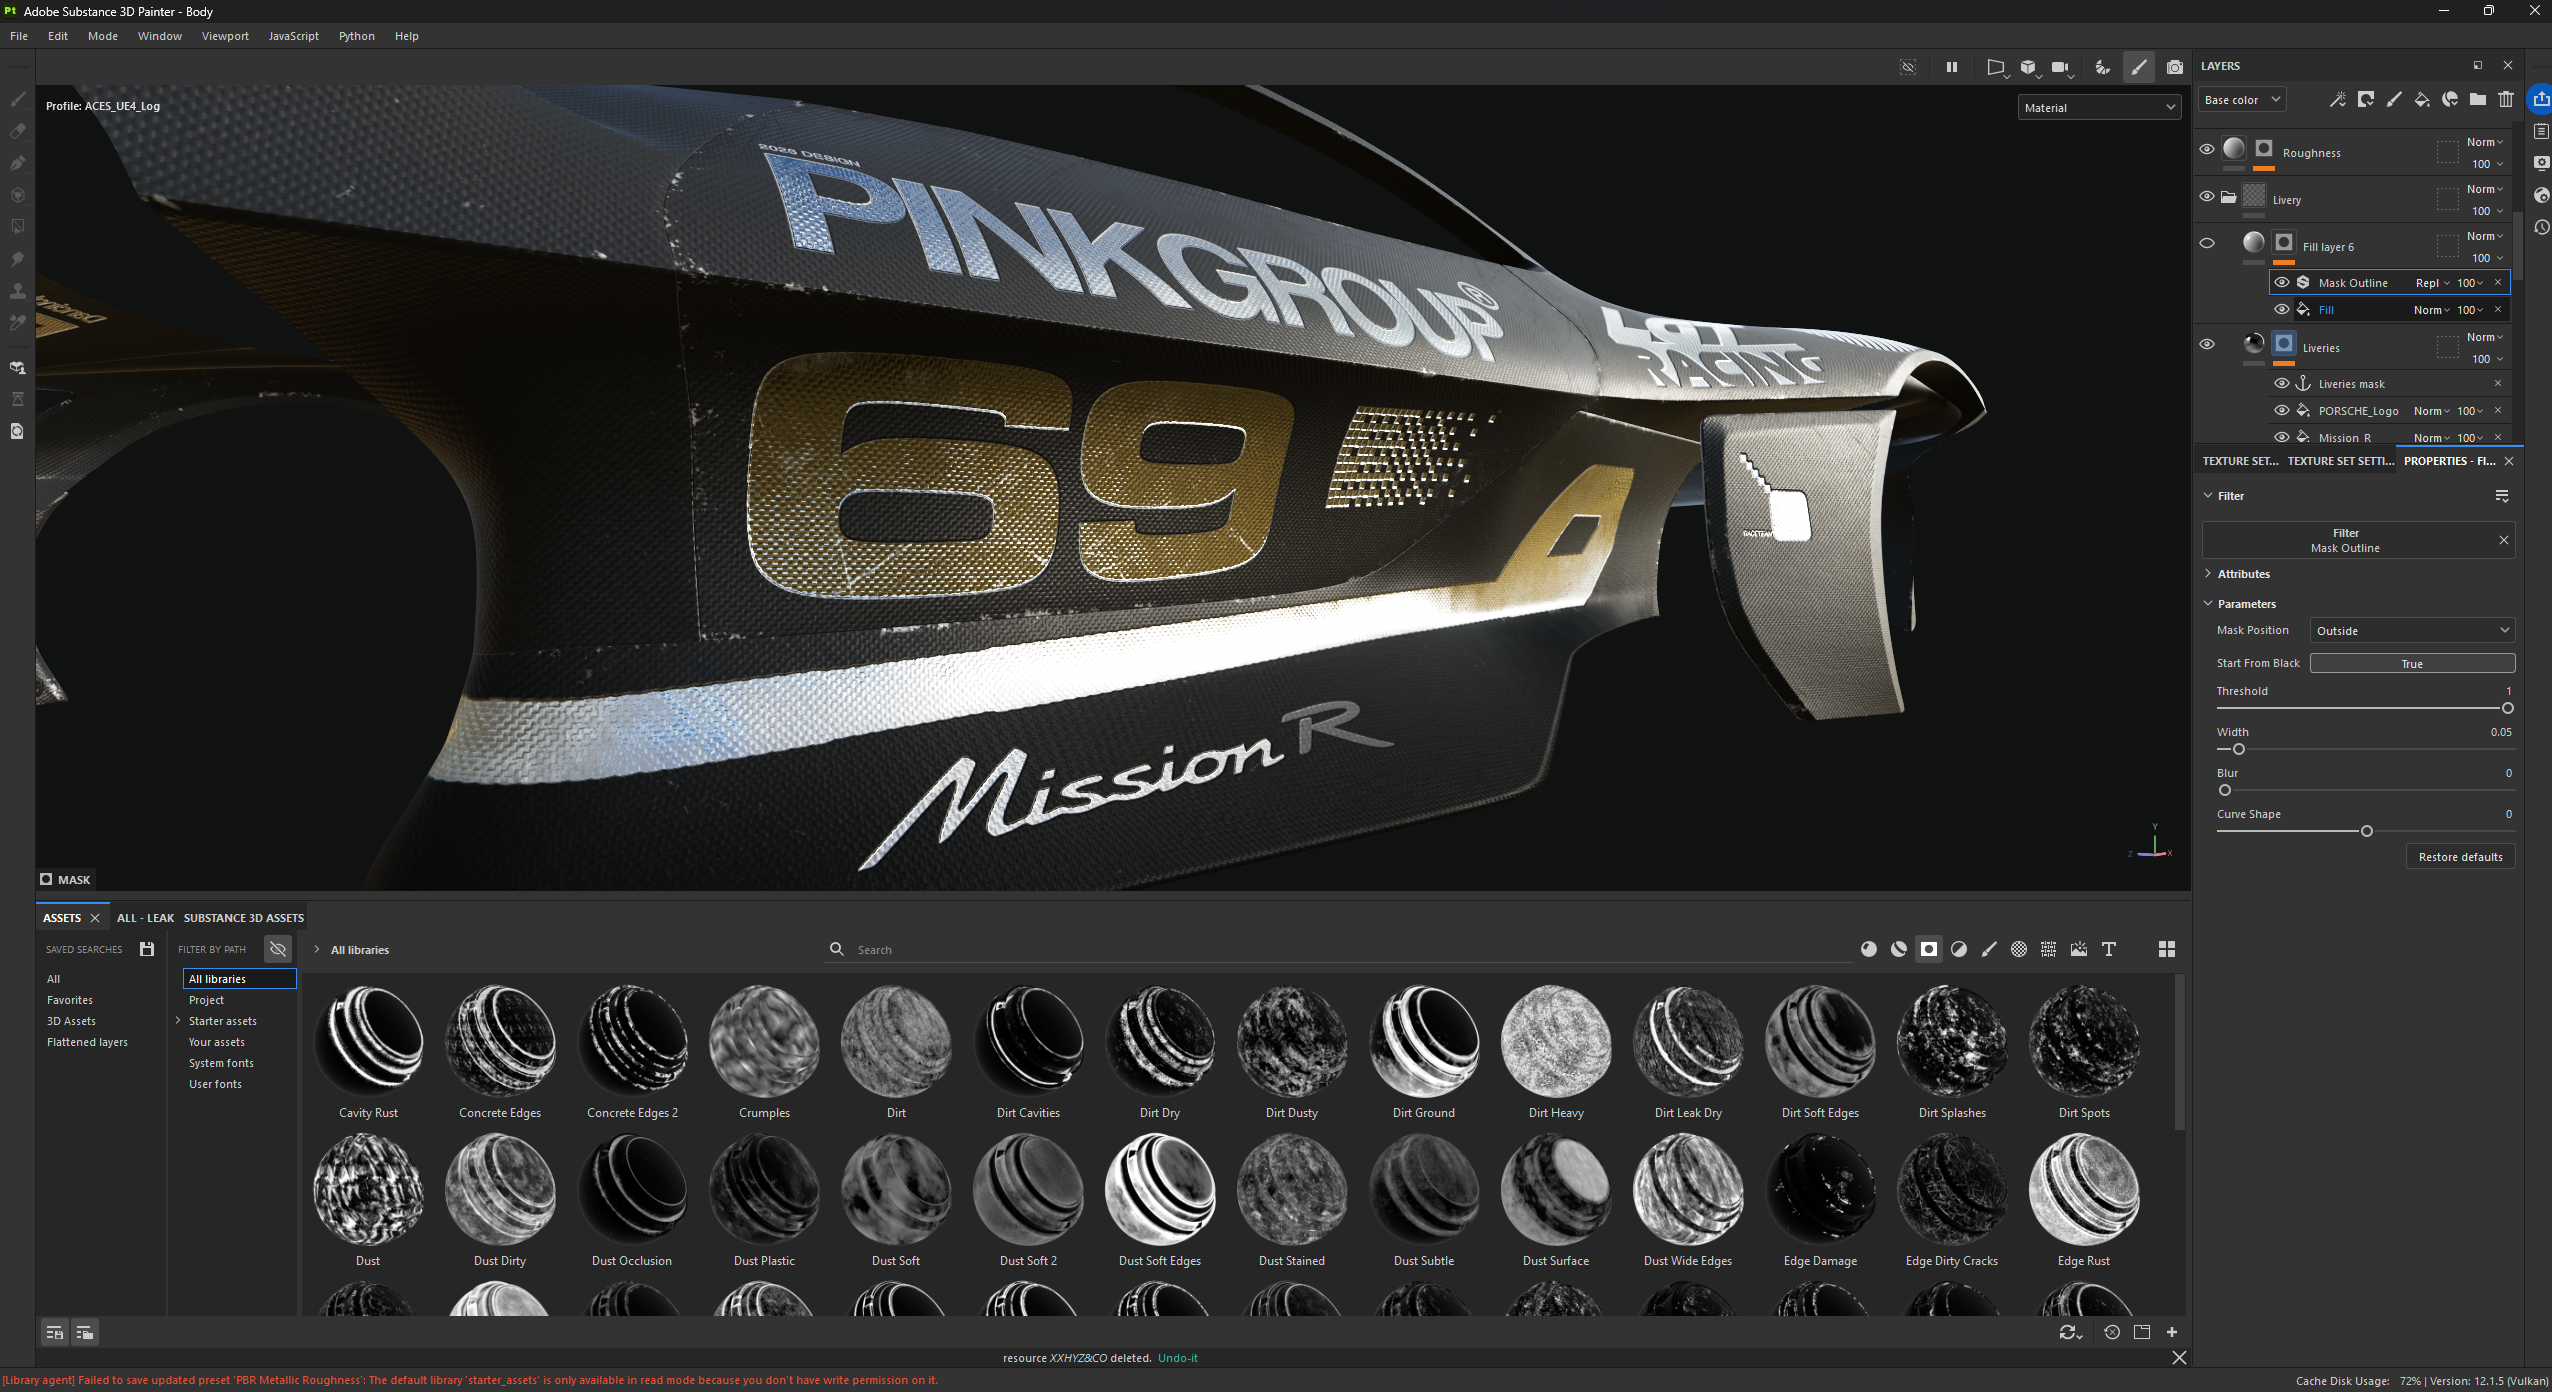 Pt Adobe Substance 3D Painter - Body
File Edit Mode Window Viewport JavaScript Python Help
Profile: ACES_UE4_Log
Material
2026 DESIGN
PINKGROUP®
69
RACING
RACETEAM
Mission R
MASK
Y
Z X
LAYERS
Base color
Roughness Norm 100
Livery Norm 100
Fill layer 6 Norm 100
Mask Outline Repl 100
Fill Norm 100
Liveries Norm 100
Liveries mask
PORSCHE_Logo Norm 100
Mission R Norm 100
TEXTURE SET... TEXTURE SET SETTI... PROPERTIES - FI...
Filter
Filter
Mask Outline
Attributes
Parameters
Mask Position Outside
Start From Black True
Threshold 1
Width 0.05
Blur 0
Curve Shape 0
Restore defaults
ASSETS ALL - LEAK SUBSTANCE 3D ASSETS
SAVED SEARCHES FILTER BY PATH All libraries Search
All
Favorites
3D Assets
Flattened layers
All libraries
Project
Starter assets
Your assets
System fonts
User fonts
Cavity Rust Concrete Edges Concrete Edges 2 Crumples Dirt Dirt Cavities Dirt Dry Dirt Dusty Dirt Ground Dirt Heavy Dirt Leak Dry Dirt Soft Edges Dirt Splashes Dirt Spots
Dust Dust Dirty Dust Occlusion Dust Plastic Dust Soft Dust Soft 2 Dust Soft Edges Dust Stained Dust Subtle Dust Surface Dust Wide Edges Edge Damage Edge Dirty Cracks Edge Rust
resource XXHYZ&CO deleted. Undo-it
[Library agent] Failed to save updated preset 'PBR Metallic Roughness': The default library 'starter_assets' is only available in read mode because you don't have write permission on it.
Cache Disk Usage: 72% | Version: 12.1.5 (Vulkan)